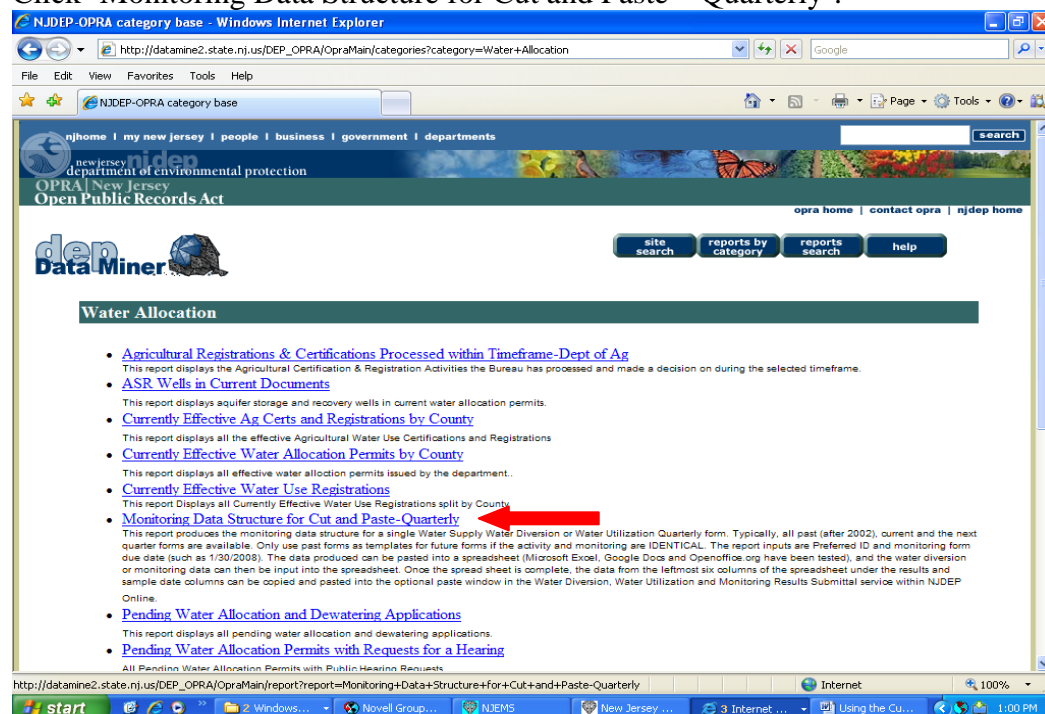 Click "Monitoring Data Structure for Cut and Paste - Quarterly".
NJDEP-OPRA category base - Windows Internet Explorer
http://datamine2.state.nj.us/DEP_OPRA/OpraMain/categories?category=Water+Allocation
Google
File Edit View Favorites Tools Help
NJDEP-OPRA category base
Page Tools
njhome | my new jersey | people | business | government | departments
search
newjersey nj dep
department of environmental protection
OPRA | New Jersey
Open Public Records Act
opra home | contact opra | njdep home
dep
Data Miner
site search
reports by category
reports search
help
Water Allocation
• Agricultural Registrations & Certifications Processed within Timeframe-Dept of Ag
This report displays the Agricultural Certification & Registration Activities the Bureau has processed and made a decision on during the selected timeframe.
• ASR Wells in Current Documents
This report displays aquifer storage and recovery wells in current water allocation permits.
• Currently Effective Ag Certs and Registrations by County
This report displays all the effective Agricultural Water Use Certifications and Registrations
• Currently Effective Water Allocation Permits by County
This report displays all effective water alloction permits issued by the department..
• Currently Effective Water Use Registrations
This report Displays all Currently Effective Water Use Registrations split by County
• Monitoring Data Structure for Cut and Paste-Quarterly
This report produces the monitoring data structure for a single Water Supply Water Diversion or Water Utilization Quarterly form. Typically, all past (after 2002), current and the next
quarter forms are available. Only use past forms as templates for future forms if the activity and monitoring are IDENTICAL. The report inputs are Preferred ID and monitoring form
due date (such as 1/30/2008). The data produced can be pasted into a spreadsheet (Microsoft Excel, Google Docs and Openoffice.org have been tested), and the water diversion
or monitoring data can then be input into the spreadsheet. Once the spread sheet is complete, the data from the leftmost six columns of the spreadsheet under the results and
sample date columns can be copied and pasted into the optional paste window in the Water Diversion, Water Utilization and Monitoring Results Submittal service within NJDEP
Online.
• Pending Water Allocation and Dewatering Applications
This report displays all pending water allocation and dewatering applications.
• Pending Water Allocation Permits with Requests for a Hearing
All Pending Water Allocation Permits with Public Hearing Requests
http://datamine2.state.nj.us/DEP_OPRA/OpraMain/report?report=Monitoring+Data+Structure+for+Cut+and+Paste-Quarterly
Internet
100%
start
2 Windows...
Novell Group...
NJEMS
New Jersey ...
3 Internet ...
Using the Cu...
1:00 PM